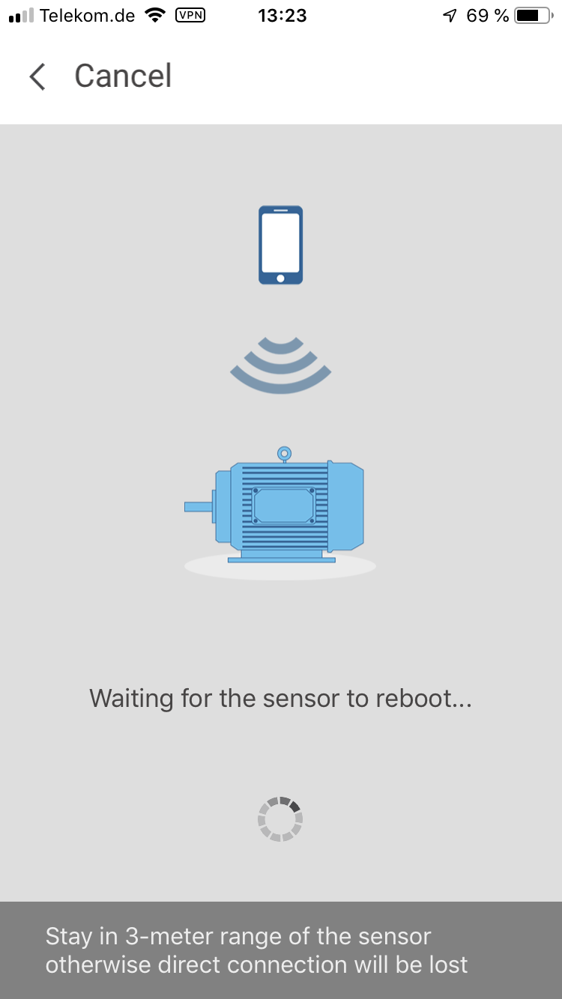 Telekom.de VPN 13:23 69 %
Cancel
Waiting for the sensor to reboot...
Stay in 3-meter range of the sensor
otherwise direct connection will be lost